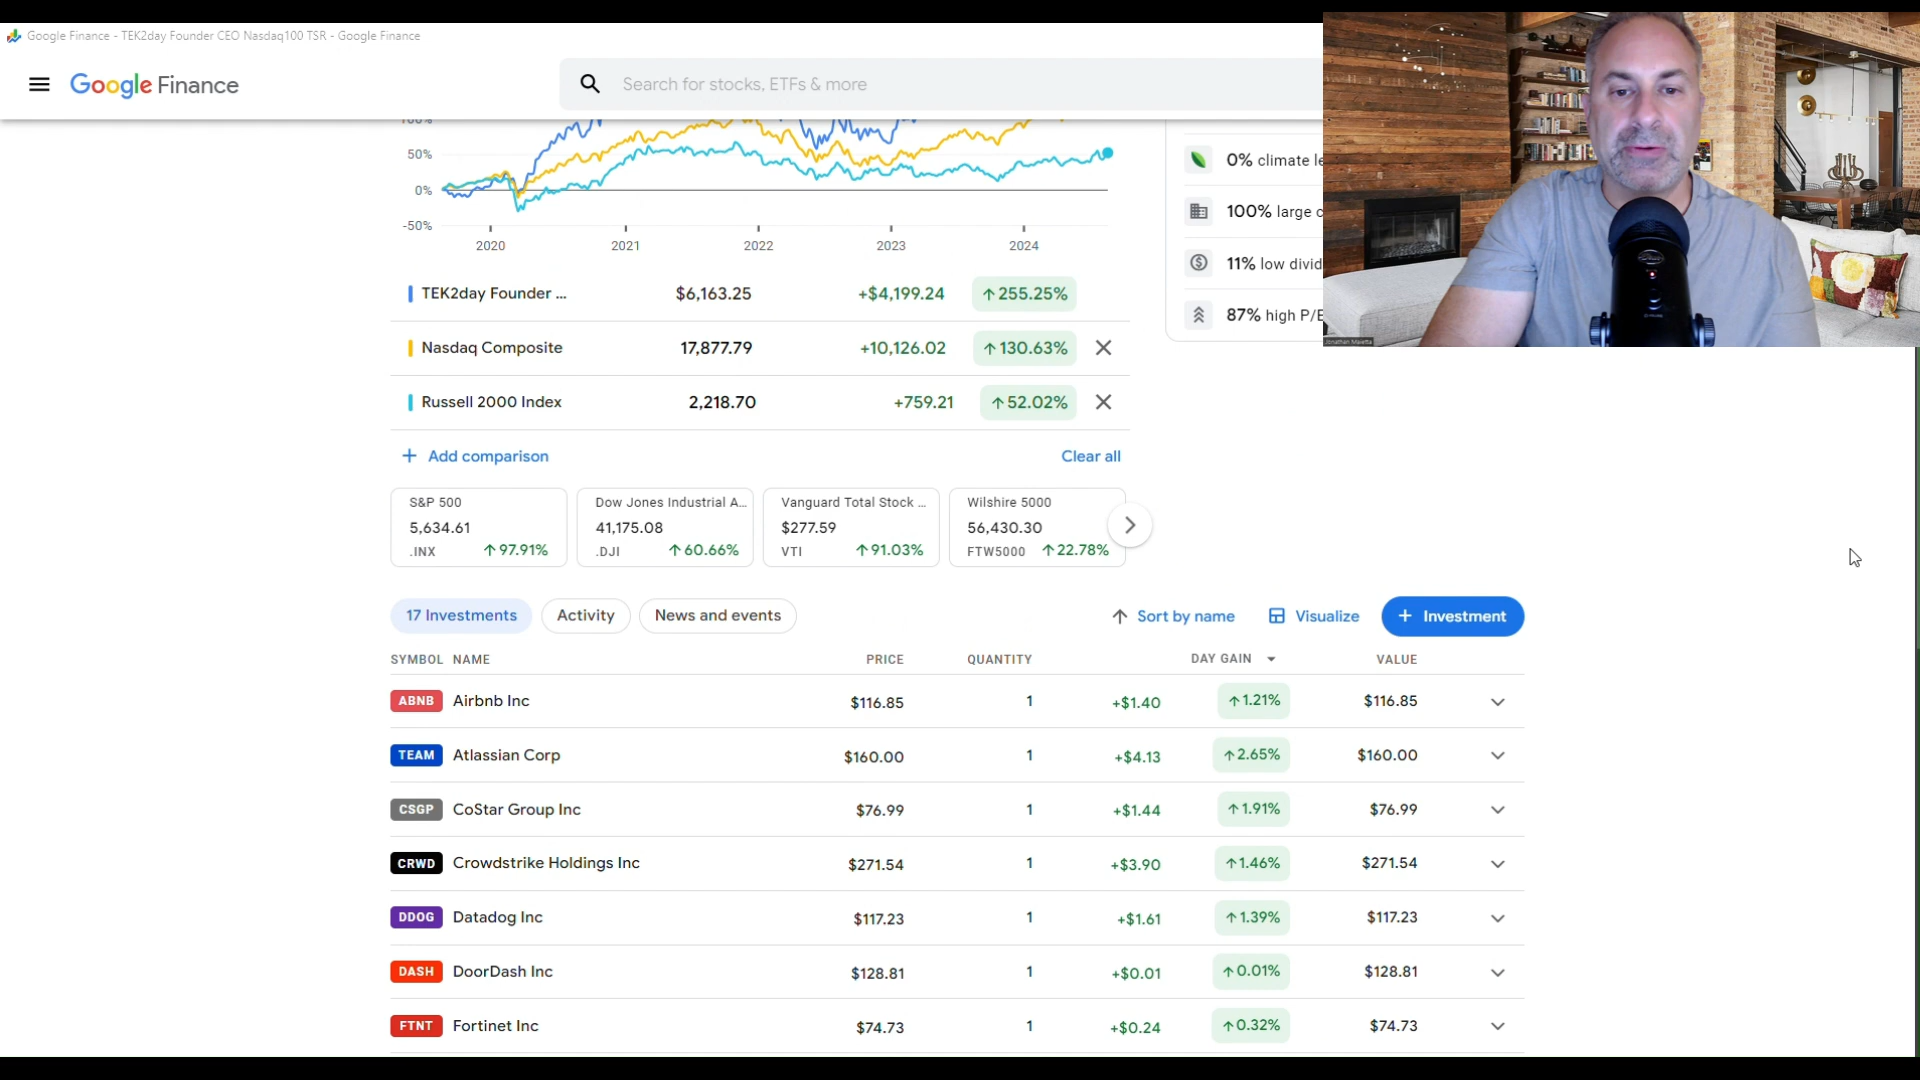 Google Finance - TEK2day Founder CEO Nasdaq100 TSR - Google Finance
Google Finance
Search for stocks, ETFs & more
100%
50%
0%
-50%
2020 2021 2022 2023 2024
0% climate le
100% large c
11% low divid
87% high P/E
Jonathan Maietta
TEK2day Founder ... $6,163.25 +$4,199.24 ↑255.25%
Nasdaq Composite 17,877.79 +10,126.02 ↑130.63%
Russell 2000 Index 2,218.70 +759.21 ↑52.02%
+ Add comparison Clear all
S&P 500
5,634.61
.INX ↑97.91%
Dow Jones Industrial A...
41,175.08
.DJI ↑60.66%
Vanguard Total Stock ...
$277.59
VTI ↑91.03%
Wilshire 5000
56,430.30
FTW5000 ↑22.78%
17 Investments Activity News and events ↑ Sort by name Visualize + Investment
SYMBOL NAME PRICE QUANTITY DAY GAIN VALUE
ABNB Airbnb Inc $116.85 1 +$1.40 ↑1.21% $116.85
TEAM Atlassian Corp $160.00 1 +$4.13 ↑2.65% $160.00
CSGP CoStar Group Inc $76.99 1 +$1.44 ↑1.91% $76.99
CRWD Crowdstrike Holdings Inc $271.54 1 +$3.90 ↑1.46% $271.54
DDOG Datadog Inc $117.23 1 +$1.61 ↑1.39% $117.23
DASH DoorDash Inc $128.81 1 +$0.01 ↑0.01% $128.81
FTNT Fortinet Inc $74.73 1 +$0.24 ↑0.32% $74.73